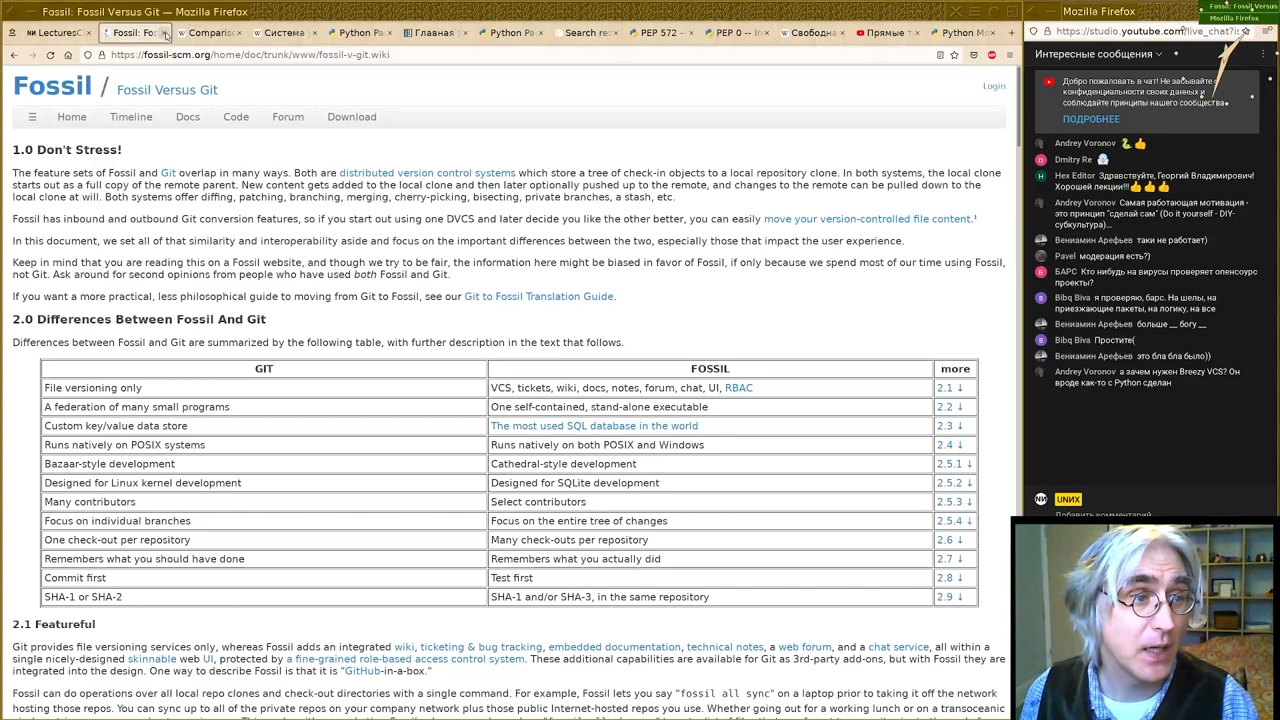 Fossil: Fossil Versus Git — Mozilla Firefox
LecturesC
Fossil: Fo
Comparis
Система
Python Pa
Главная |
Python Pa
Search re
PEP 572 –
PEP 0 -- In
Свободна
Прямые
Python Mo
https://fossil-scm.org/home/doc/trunk/www/fossil-v-git.wiki
Fossil / Fossil Versus Git
Login
☰ Home Timeline Docs Code Forum Download
1.0 Don't Stress!
The feature sets of Fossil and Git overlap in many ways. Both are distributed version control systems which store a tree of check-in objects to a local repository clone. In both systems, the local clone
starts out as a full copy of the remote parent. New content gets added to the local clone and then later optionally pushed up to the remote, and changes to the remote can be pulled down to the
local clone at will. Both systems offer diffing, patching, branching, merging, cherry-picking, bisecting, private branches, a stash, etc.
Fossil has inbound and outbound Git conversion features, so if you start out using one DVCS and later decide you like the other better, you can easily move your version-controlled file content.¹
In this document, we set all of that similarity and interoperability aside and focus on the important differences between the two, especially those that impact the user experience.
Keep in mind that you are reading this on a Fossil website, and though we try to be fair, the information here might be biased in favor of Fossil, if only because we spend most of our time using Fossil,
not Git. Ask around for second opinions from people who have used both Fossil and Git.
If you want a more practical, less philosophical guide to moving from Git to Fossil, see our Git to Fossil Translation Guide.
2.0 Differences Between Fossil And Git
Differences between Fossil and Git are summarized by the following table, with further description in the text that follows.
GIT FOSSIL more
File versioning only VCS, tickets, wiki, docs, notes, forum, chat, UI, RBAC 2.1 ↓
A federation of many small programs One self-contained, stand-alone executable 2.2 ↓
Custom key/value data store The most used SQL database in the world 2.3 ↓
Runs natively on POSIX systems Runs natively on both POSIX and Windows 2.4 ↓
Bazaar-style development Cathedral-style development 2.5.1 ↓
Designed for Linux kernel development Designed for SQLite development 2.5.2 ↓
Many contributors Select contributors 2.5.3 ↓
Focus on individual branches Focus on the entire tree of changes 2.5.4 ↓
One check-out per repository Many check-outs per repository 2.6 ↓
Remembers what you should have done Remembers what you actually did 2.7 ↓
Commit first Test first 2.8 ↓
SHA-1 or SHA-2 SHA-1 and/or SHA-3, in the same repository 2.9 ↓
2.1 Featureful
Git provides file versioning services only, whereas Fossil adds an integrated wiki, ticketing & bug tracking, embedded documentation, technical notes, a web forum, and a chat service, all within a
single nicely-designed skinnable web UI, protected by a fine-grained role-based access control system. These additional capabilities are available for Git as 3rd-party add-ons, but with Fossil they are
integrated into the design. One way to describe Fossil is that it is "GitHub-in-a-box."
Fossil can do operations over all local repo clones and check-out directories with a single command. For example, Fossil lets you say "fossil all sync" on a laptop prior to taking it off the network
hosting those repos. You can sync up to all of the private repos on your company network plus those public Internet-hosted repos you use. Whether going out for a working lunch or on a transoceanic
Mozilla Firefox
Fossil: Fossil Versus
Mozilla Firefox
https://studio.youtube.com/live_chat?is
Интересные сообщения
Добро пожаловать в чат! Не забывайте о
конфиденциальности своих данных и
соблюдайте принципы нашего сообщества.
ПОДРОБНЕЕ
Andrey Voronov 🐍👍
Dmitry Re
Hex Editor Здравствуйте, Георгий Владимирович!
Хорошей лекции!!!👍👍👍
Andrey Voronov Самая работающая мотивация -
это принцип "сделай сам" (Do it yourself - DIY-
субкультура)...
Вениамин Арефьев таки не работает)
Pavel модерация есть?)
БАРС Кто нибудь на вирусы проверяет опенсоурс
проекты?
Bibq Biva я проверяю, барс. На шелы, на
приезжающие пакеты, на логику, на все
Вениамин Арефьев больше __ богу __
Bibq Biva Простите(
Вениамин Арефьев это бла бла было))
Andrey Voronov а зачем нужен Breezy VCS? Он
вроде как-то с Python сделан
UNИX
Добавить комментарий